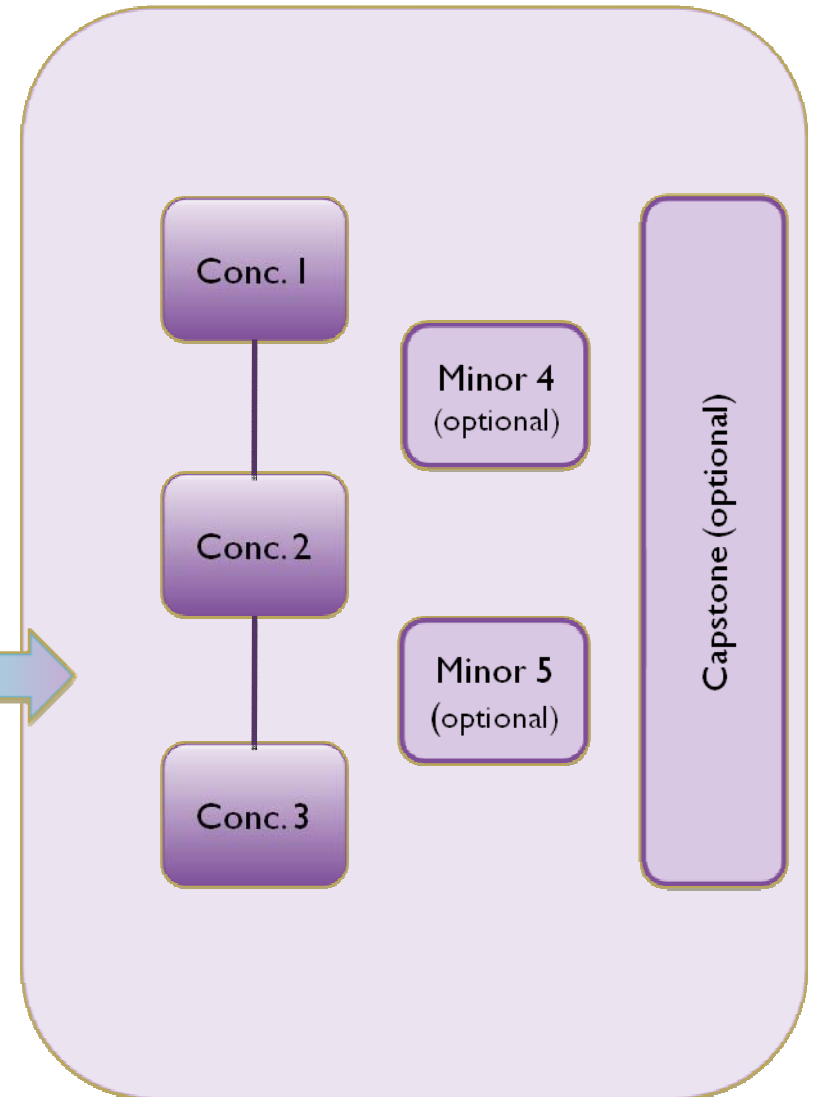 Conc. 1
Minor 4
(optional)
Conc. 2
Minor 5
(optional)
Conc. 3
Capstone (optional)